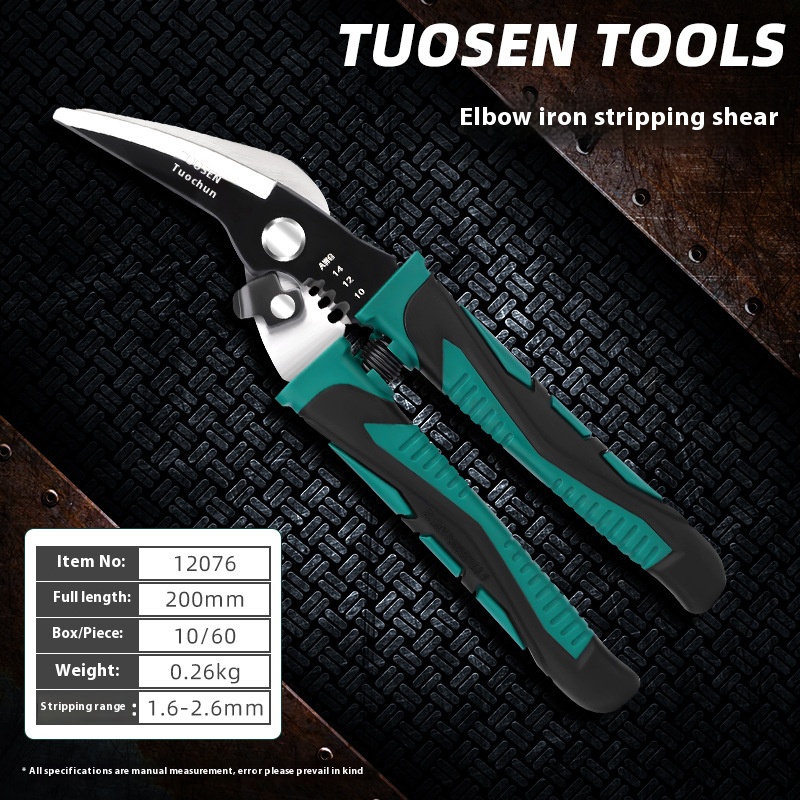 TUOSEN TOOLS
Elbow iron stripping shear
TUOSEN
Tuochun
AWG
14
12
10
Item No: 12076
Full length: 200mm
Box/Piece: 10/60
Weight: 0.26kg
Stripping range : 1.6-2.6mm
* All specifications are manual measurement, error please prevail in kind